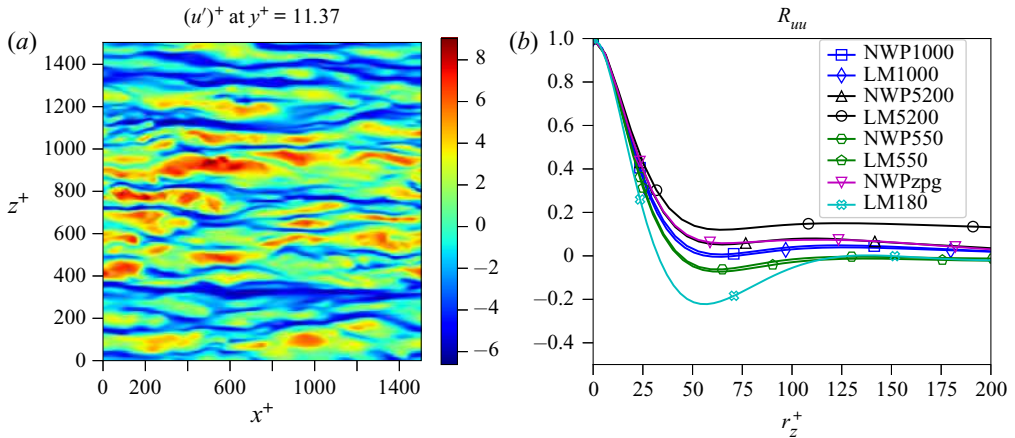 (u′)⁺ at y⁺ = 11.37
(a)
1400
1200
1000
800
600
400
200
0
z⁺
0 200 600 1000 1400
x⁺
8
6
4
2
0
−2
−4
−6
R_uu
(b)
1.0
0.8
0.6
0.4
0.2
0
−0.2
−0.4
0 25 50 75 100 125 150 175 200
r_z⁺
NWP1000
LM1000
NWP5200
LM5200
NWP550
LM550
NWPzpg
LM180